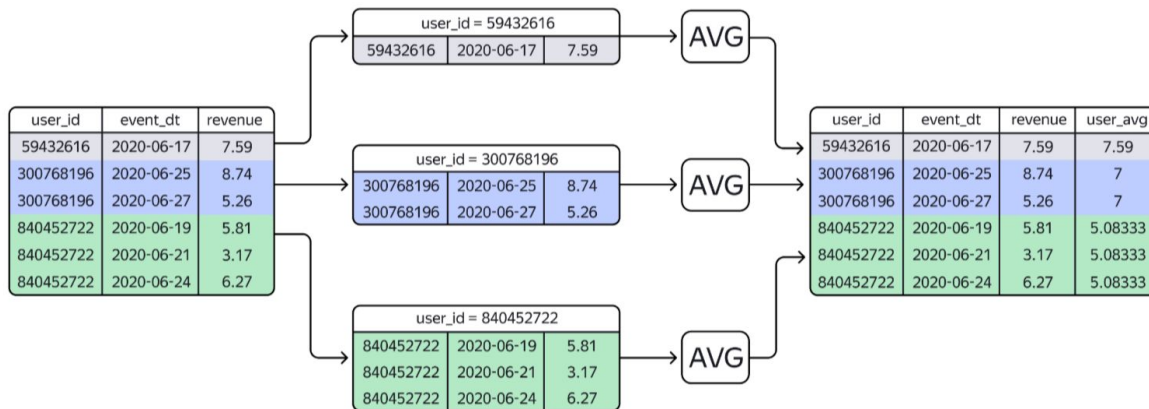 user_id event_dt revenue
59432616 2020-06-17 7.59
300768196 2020-06-25 8.74
300768196 2020-06-27 5.26
840452722 2020-06-19 5.81
840452722 2020-06-21 3.17
840452722 2020-06-24 6.27
user_id = 59432616
59432616 2020-06-17 7.59
AVG
user_id = 300768196
300768196 2020-06-25 8.74
300768196 2020-06-27 5.26
AVG
user_id = 840452722
840452722 2020-06-19 5.81
840452722 2020-06-21 3.17
840452722 2020-06-24 6.27
AVG
user_id event_dt revenue user_avg
59432616 2020-06-17 7.59 7.59
300768196 2020-06-25 8.74 7
300768196 2020-06-27 5.26 7
840452722 2020-06-19 5.81 5.08333
840452722 2020-06-21 3.17 5.08333
840452722 2020-06-24 6.27 5.08333